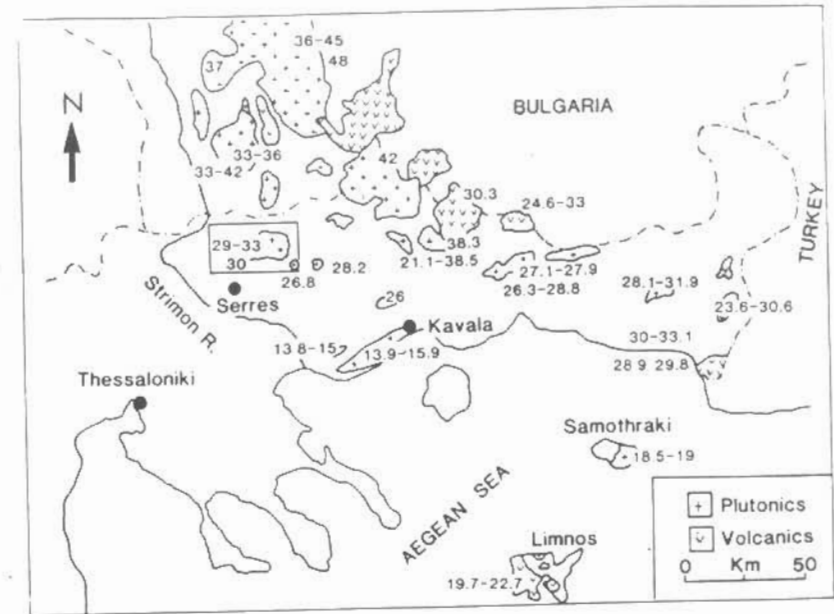 36-45
48
37
N
BULGARIA
33-36
33-42
42
30.3
24.6-33
TURKEY
29-33
30
38.3
21.1-38.5
28.2
26.8
27.1-27.9
26.3-28.8
28.1-31.9
23.6-30.6
Serres
Strimon R.
26
Kavala
13.8-15
13.9-15.9
30-33.1
28.9 29.8
Thessaloniki
Samothraki
18.5-19
AEGEAN SEA
Limnos
19.7-22.7
+ Plutonics
v Volcanics
0 Km 50